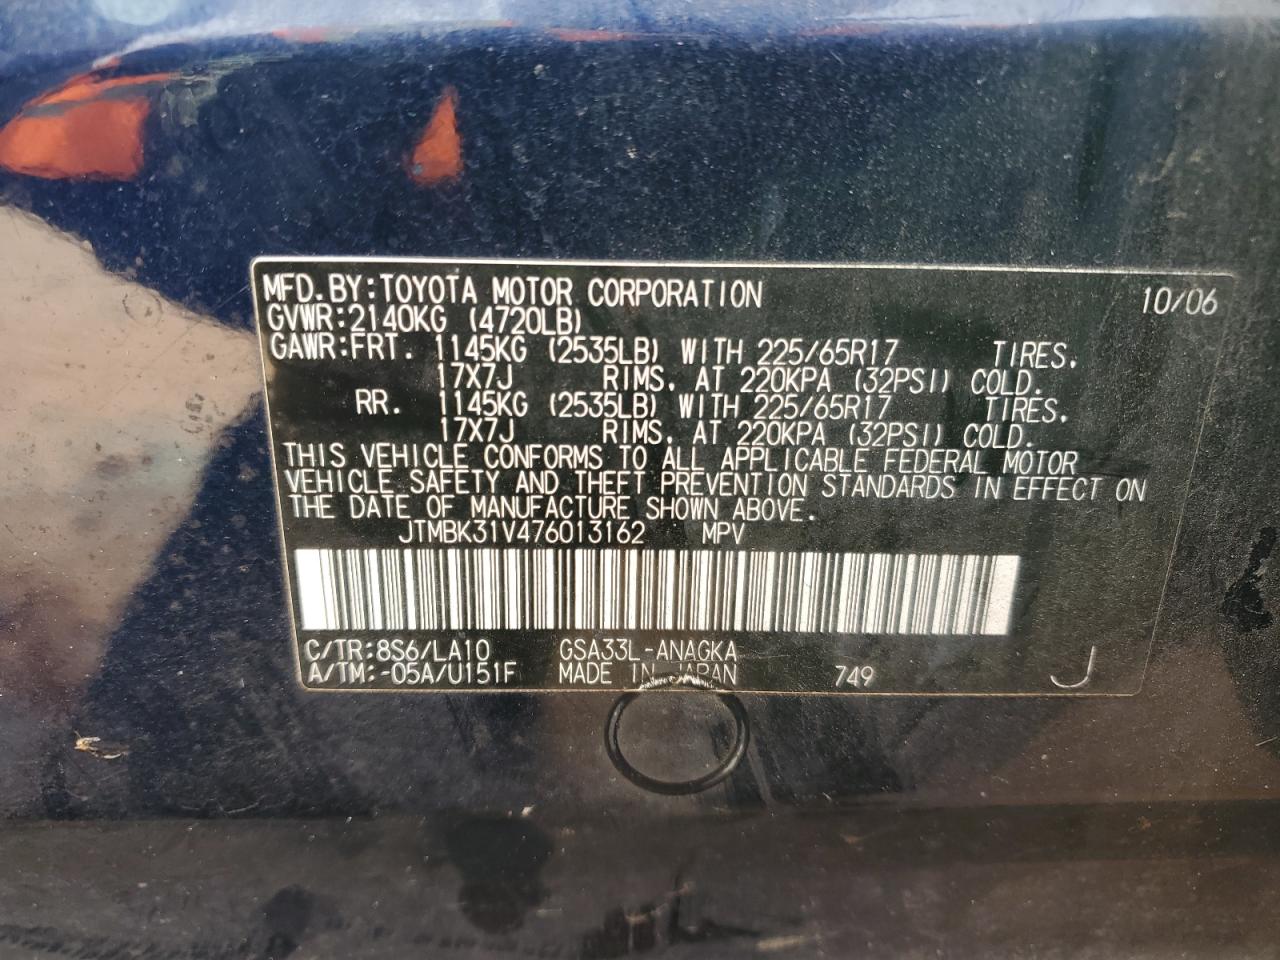 MFD.BY:TOYOTA MOTOR CORPORATION 10/06
GVWR:2140KG (4720LB)
GAWR:FRT. 1145KG (2535LB) WITH 225/65R17 TIRES.
17X7J RIMS. AT 220KPA (32PSI) COLD.
RR. 1145KG (2535LB) WITH 225/65R17 TIRES.
17X7J RIMS. AT 220KPA (32PSI) COLD.
THIS VEHICLE CONFORMS TO ALL APPLICABLE FEDERAL MOTOR
VEHICLE SAFETY AND THEFT PREVENTION STANDARDS IN EFFECT ON
THE DATE OF MANUFACTURE SHOWN ABOVE.
JTMBK31V476013162 MPV
C/TR:8S6/LA10 GSA33L-ANAGKA
A/TM:-05A/U151F MADE IN JAPAN 749 J